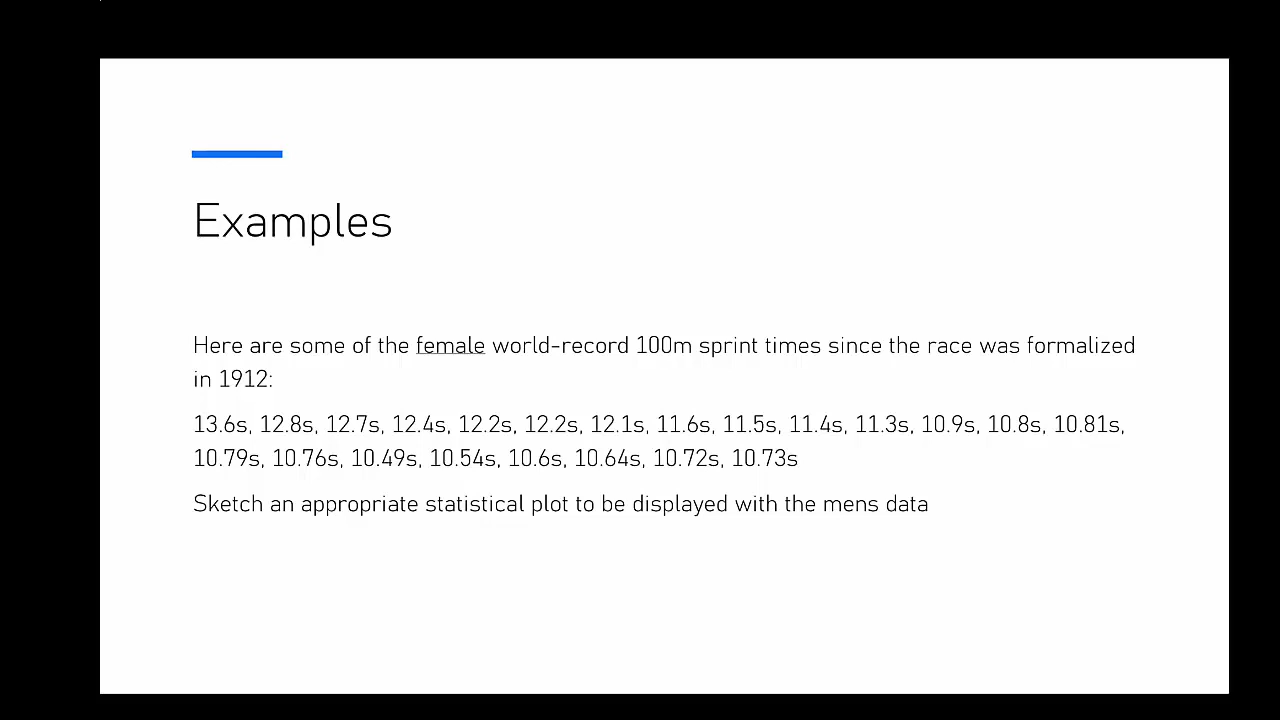 Examples
Here are some of the female world-record 100m sprint times since the race was formalized
in 1912:
13.6s, 12.8s, 12.7s, 12.4s, 12.2s, 12.2s, 12.1s, 11.6s, 11.5s, 11.4s, 11.3s, 10.9s, 10.8s, 10.81s,
10.79s, 10.76s, 10.49s, 10.54s, 10.6s, 10.64s, 10.72s, 10.73s
Sketch an appropriate statistical plot to be displayed with the mens data